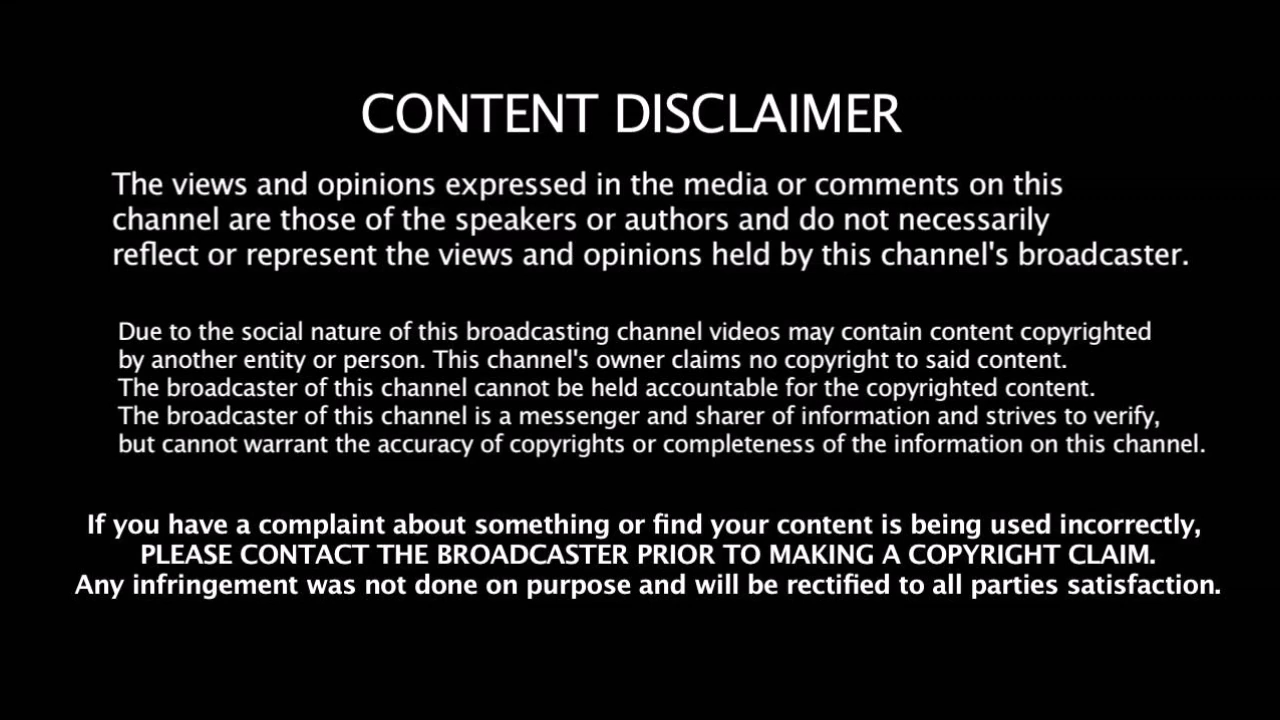 CONTENT DISCLAIMER
The views and opinions expressed in the media or comments on this
channel are those of the speakers or authors and do not necessarily
reflect or represent the views and opinions held by this channel's broadcaster.
Due to the social nature of this broadcasting channel videos may contain content copyrighted
by another entity or person. This channel's owner claims no copyright to said content.
The broadcaster of this channel cannot be held accountable for the copyrighted content.
The broadcaster of this channel is a messenger and sharer of information and strives to verify,
but cannot warrant the accuracy of copyrights or completeness of the information on this channel.
If you have a complaint about something or find your content is being used incorrectly,
PLEASE CONTACT THE BROADCASTER PRIOR TO MAKING A COPYRIGHT CLAIM.
Any infringement was not done on purpose and will be rectified to all parties satisfaction.